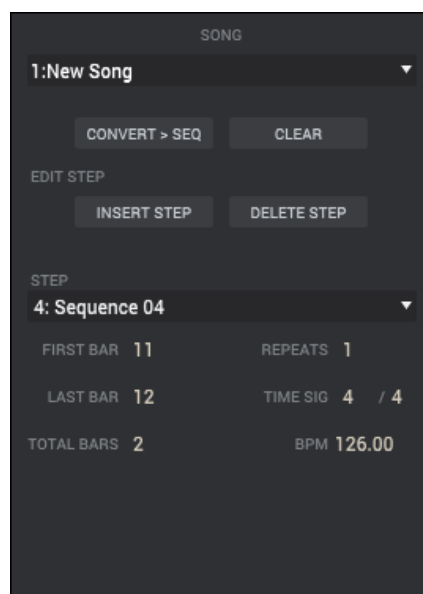 SONG
1:New Song
CONVERT > SEQ CLEAR
EDIT STEP
INSERT STEP DELETE STEP
STEP
4: Sequence 04
FIRST BAR 11 REPEATS 1
LAST BAR 12 TIME SIG 4 / 4
TOTAL BARS 2 BPM 126.00